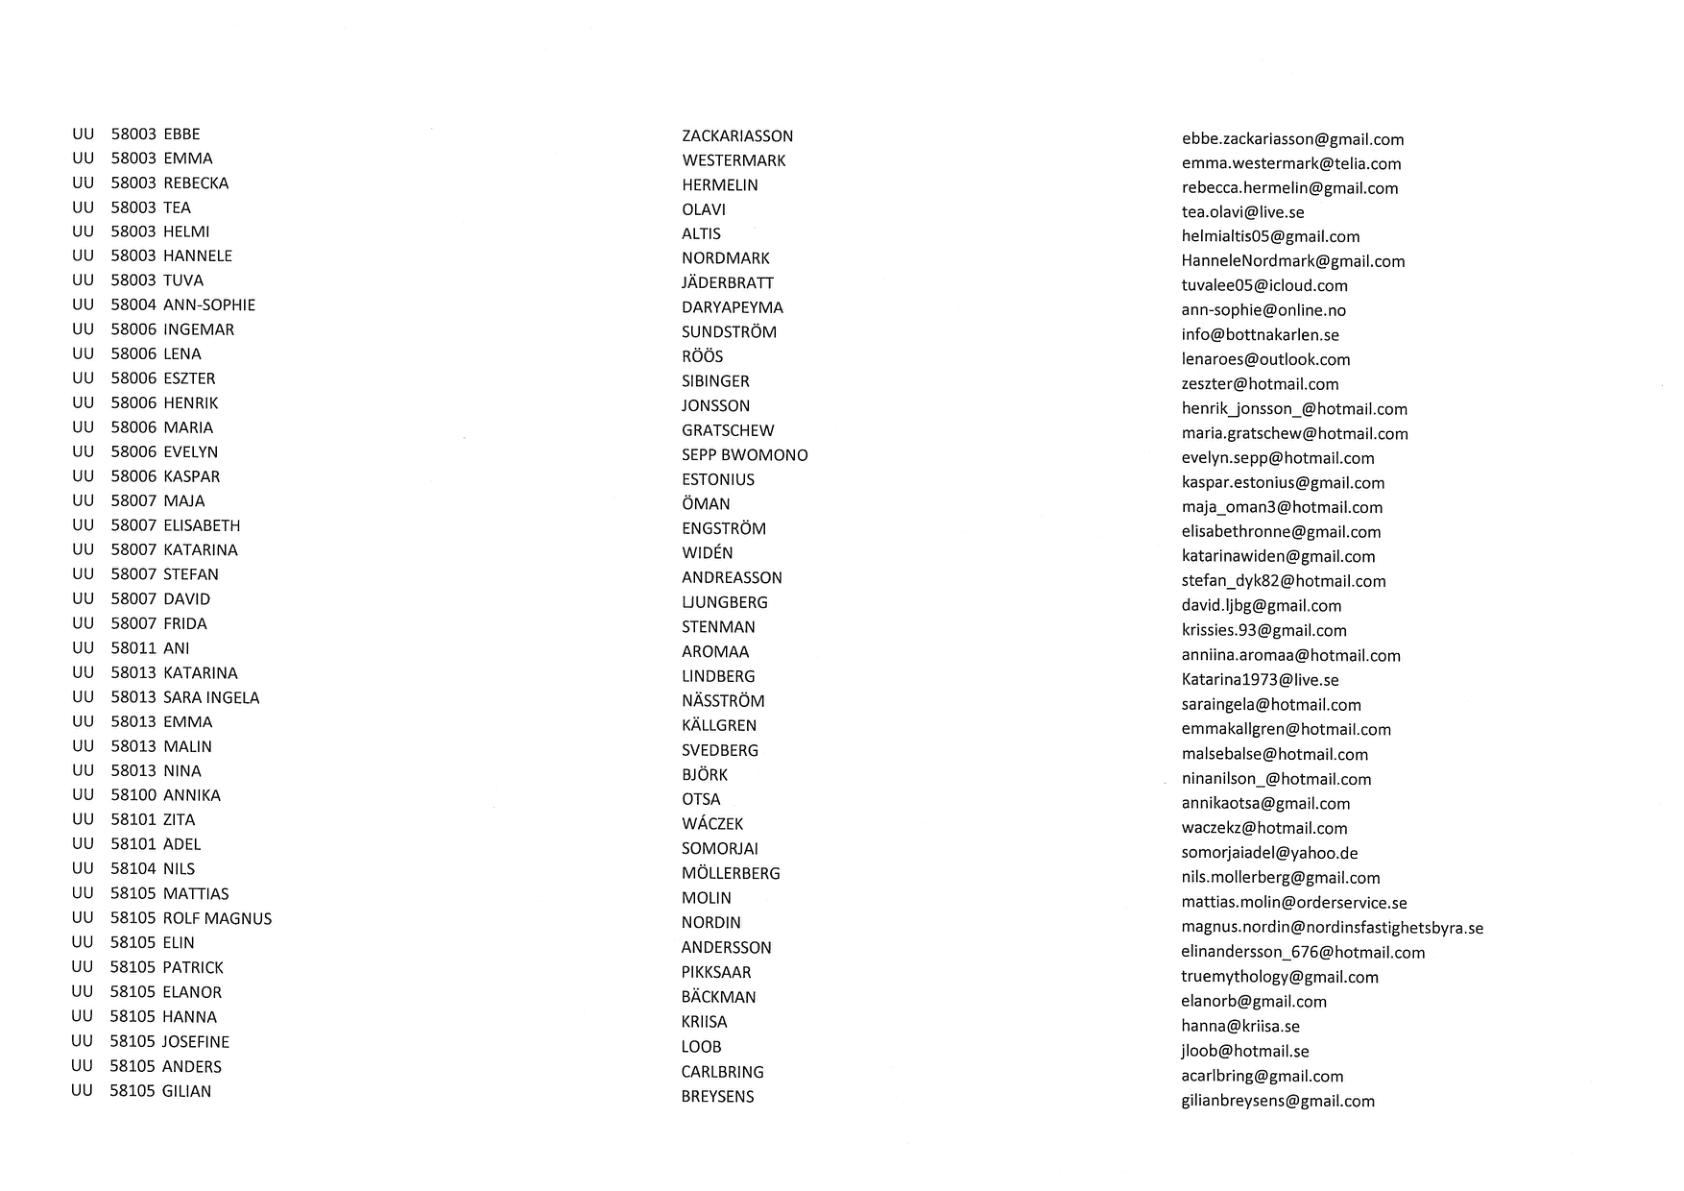 UU 58003 EBBE ZACKARIASSON ebbe.zackariasson@gmail.com
UU 58003 EMMA WESTERMARK emma.westermark@telia.com
UU 58003 REBECKA HERMELIN rebecca.hermelin@gmail.com
UU 58003 TEA OLAVI tea.olavi@live.se
UU 58003 HELMI ALTIS helmialtis05@gmail.com
UU 58003 HANNELE NORDMARK HanneleNordmark@gmail.com
UU 58003 TUVA JÄDERBRATT tuvalee05@icloud.com
UU 58004 ANN-SOPHIE DARYAPEYMA ann-sophie@online.no
UU 58006 INGEMAR SUNDSTRÖM info@bottnakarlen.se
UU 58006 LENA RÖÖS lenaroes@outlook.com
UU 58006 ESZTER SIBINGER zeszter@hotmail.com
UU 58006 HENRIK JONSSON henrik_jonsson_@hotmail.com
UU 58006 MARIA GRATSCHEW maria.gratschew@hotmail.com
UU 58006 EVELYN SEPP BWOMONO evelyn.sepp@hotmail.com
UU 58006 KASPAR ESTONIUS kaspar.estonius@gmail.com
UU 58007 MAJA ÖMAN maja_oman3@hotmail.com
UU 58007 ELISABETH ENGSTRÖM elisabethronne@gmail.com
UU 58007 KATARINA WIDÉN katarinawiden@gmail.com
UU 58007 STEFAN ANDREASSON stefan_dyk82@hotmail.com
UU 58007 DAVID LJUNGBERG david.ljbg@gmail.com
UU 58007 FRIDA STENMAN krissies.93@gmail.com
UU 58011 ANI AROMAA anniina.aromaa@hotmail.com
UU 58013 KATARINA LINDBERG Katarina1973@live.se
UU 58013 SARA INGELA NÄSSTRÖM saraingela@hotmail.com
UU 58013 EMMA KÄLLGREN emmakallgren@hotmail.com
UU 58013 MALIN SVEDBERG malsebalse@hotmail.com
UU 58013 NINA BJÖRK ninanilson_@hotmail.com
UU 58100 ANNIKA OTSA annikaotsa@gmail.com
UU 58101 ZITA WÁCZEK waczekz@hotmail.com
UU 58101 ADEL SOMORJAI somorjaiadel@yahoo.de
UU 58104 NILS MÖLLERBERG nils.mollerberg@gmail.com
UU 58105 MATTIAS MOLIN mattias.molin@orderservice.se
UU 58105 ROLF MAGNUS NORDIN magnus.nordin@nordinsfastighetsbyra.se
UU 58105 ELIN ANDERSSON elinandersson_676@hotmail.com
UU 58105 PATRICK PIKKSAAR truemythology@gmail.com
UU 58105 ELANOR BÄCKMAN elanorb@gmail.com
UU 58105 HANNA KRIISA hanna@kriisa.se
UU 58105 JOSEFINE LOOB jloob@hotmail.se
UU 58105 ANDERS CARLBRING acarlbring@gmail.com
UU 58105 GILIAN BREYSENS gilianbreysens@gmail.com